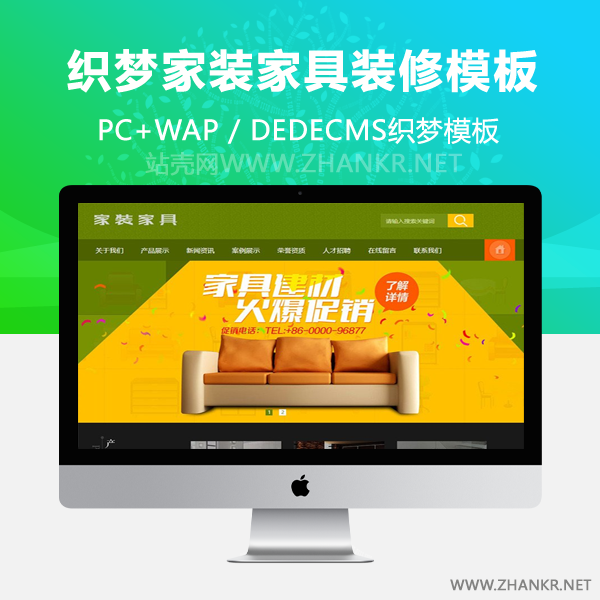 织梦家装家具装修模板
PC+WAP / DEDECMS织梦模板
站壳网WWW.ZHANKR.NET
家装家具
请输入搜索关键词
关于我们 产品展示 新闻资讯 案例展示 荣誉资质 人才招聘 在线留言 联系我们
家具建材
火爆促销
了解
详情
促销电话：TEL:+86-0000-96877
1 2
产
WWW.ZHANKR.NET